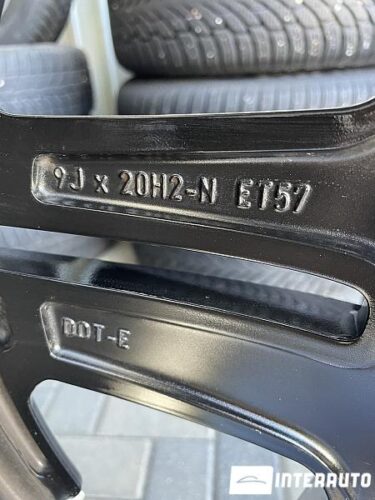 9J x 20H2-N ET57
DOT-E
INTERAUTO